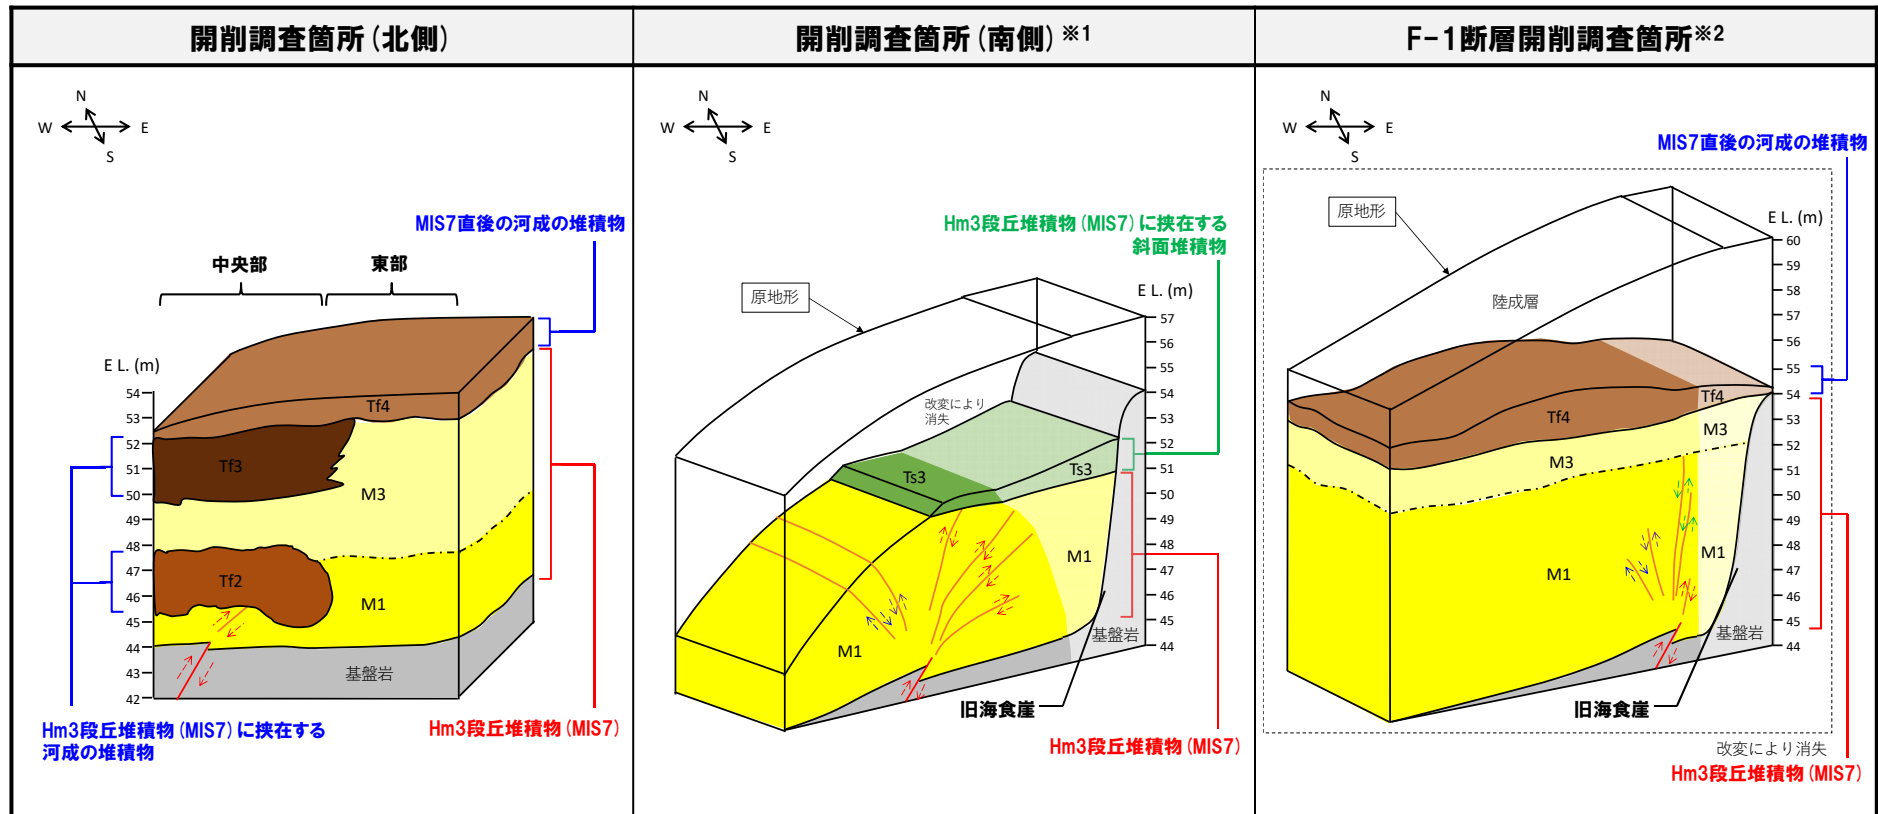 開削調査箇所(北側)
開削調査箇所(南側)※1
F-1断層開削調査箇所※2
N
W
E
S
MIS7直後の河成の堆積物
中央部
東部
E L. (m)
54
53
52
51
50
49
48
47
46
45
44
43
42
Tf4
Tf3
M3
Tf2
M1
基盤岩
Hm3段丘堆積物(MIS7)に挟在する
河成の堆積物
Hm3段丘堆積物(MIS7)
N
W
E
S
Hm3段丘堆積物(MIS7)に挟在する
斜面堆積物
原地形
E L. (m)
57
56
55
54
53
52
51
50
49
48
47
46
45
44
改変により
消失
Ts3
Ts3
M1
M1
基盤岩
旧海食崖
Hm3段丘堆積物(MIS7)
N
W
E
S
MIS7直後の河成の堆積物
原地形
E L. (m)
60
59
58
57
56
55
54
53
52
51
50
49
48
47
46
45
44
陸成層
Tf4
Tf4
M3
M3
M1
M1
基盤岩
旧海食崖
改変により消失
Hm3段丘堆積物(MIS7)